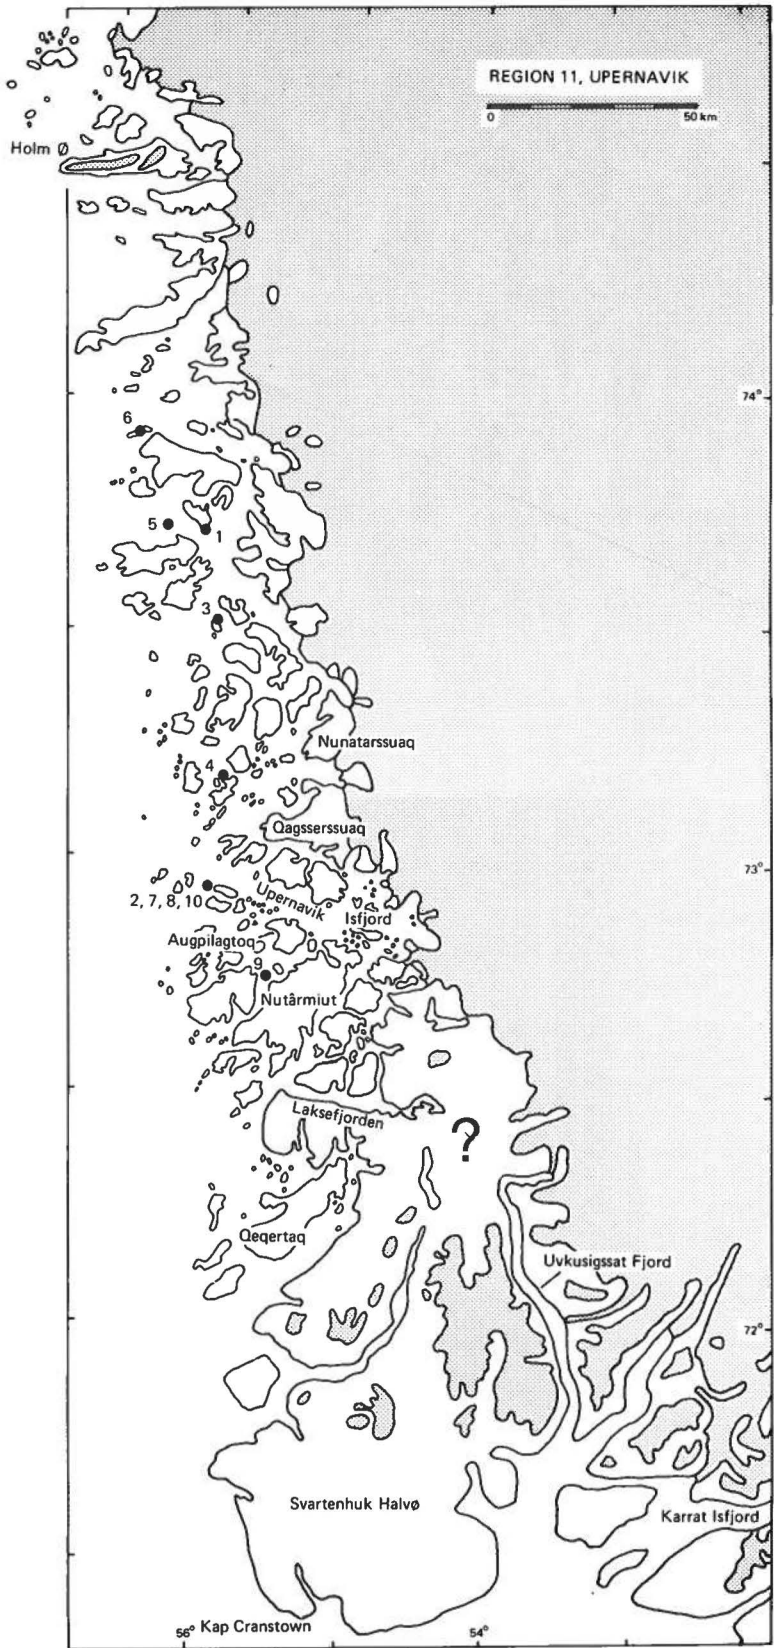 REGION 11, UPERNAVIK
0 50 km
Holm Ø
74°
6
5
1
3
Nunatarssuaq
4
Qagsserssuaq
73°
2, 7, 8, 10
Upernavik
Isfjord
Augpilagtoq
9
Nutârmiut
Laksefjorden
?
Qeqertaq
Uvkusigssat Fjord
72°
Svartenhuk Halvø
Karrat Isfjord
56° Kap Cranstown 54°